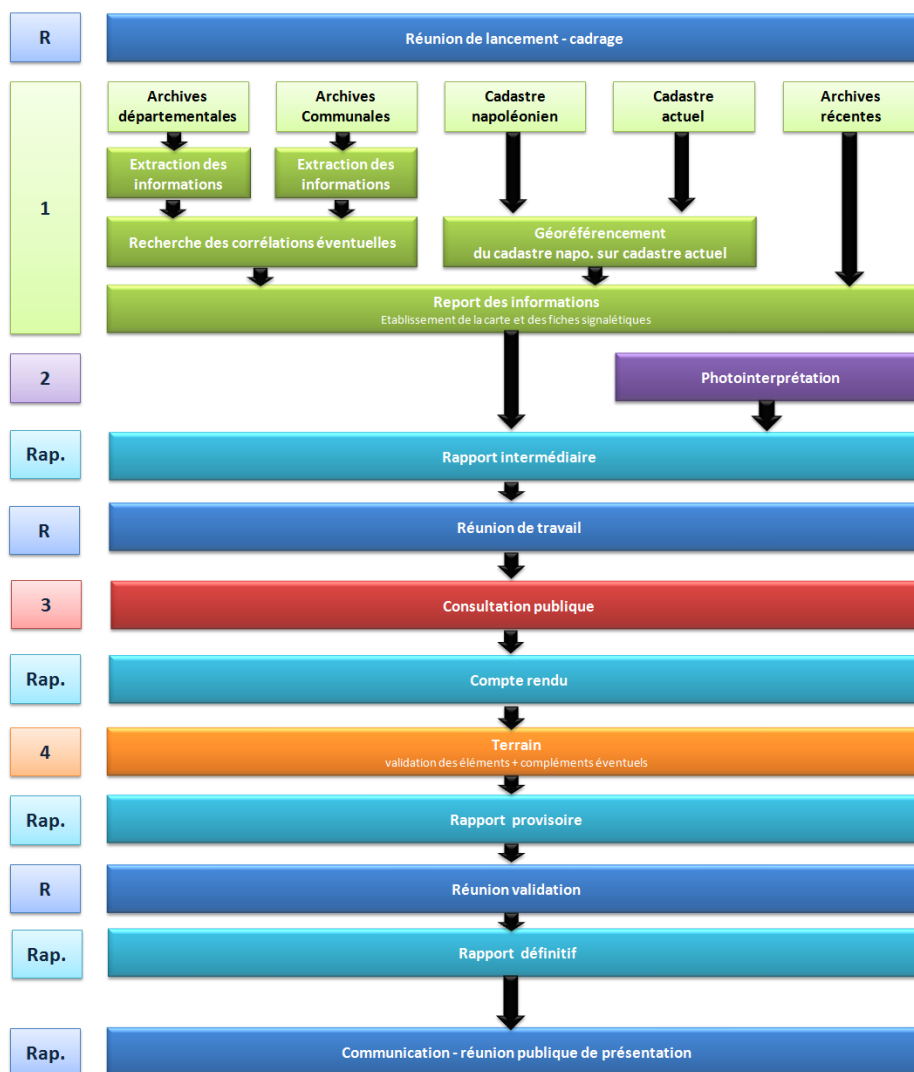 R
Réunion de lancement - cadrage
Archives
départementales
Archives
Communales
Cadastre
napoléonien
Cadastre
actuel
Archives
récentes
Extraction des
informations
Extraction des
informations
1
Recherche des corrélations éventuelles
Géoréférencement
du cadastre napo. sur cadastre actuel
Report des informations
Etablissement de la carte et des fiches signalétiques
2
Photointerprétation
Rap.
Rapport intermédiaire
R
Réunion de travail
3
Consultation publique
Rap.
Compte rendu
4
Terrain
validation des éléments + compléments éventuels
Rap.
Rapport provisoire
R
Réunion validation
Rap.
Rapport définitif
Rap.
Communication - réunion publique de présentation